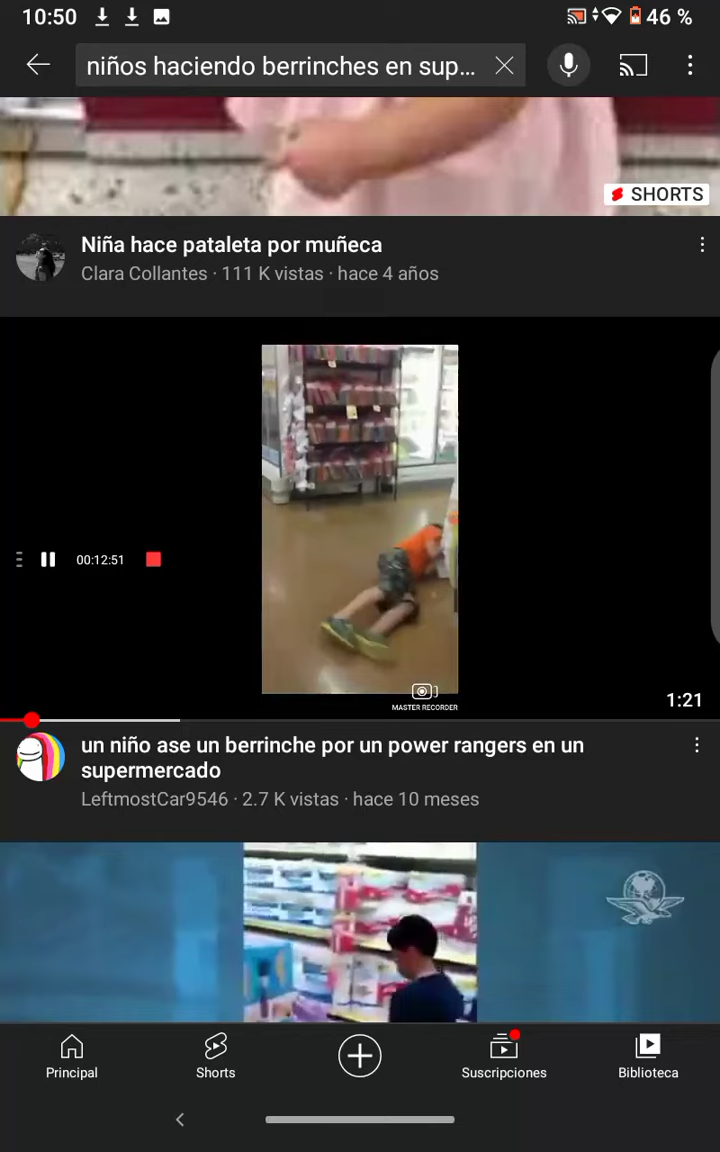 10:50
46 %
niños haciendo berrinches en sup...
SHORTS
Niña hace pataleta por muñeca
Clara Collantes · 111 K vistas · hace 4 años
00:12:51
MASTER RECORDER
1:21
un niño ase un berrinche por un power rangers en un
supermercado
LeftmostCar9546 · 2.7 K vistas · hace 10 meses
Principal
Shorts
Suscripciones
Biblioteca